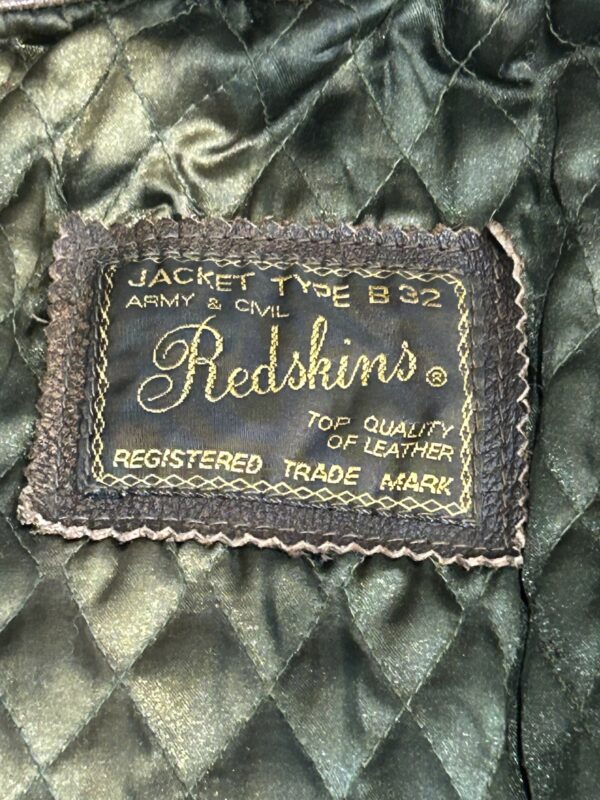 JACKET TYPE B 32
ARMY & CIVIL
Redskins ®
TOP QUALITY
OF LEATHER
REGISTERED TRADE MARK